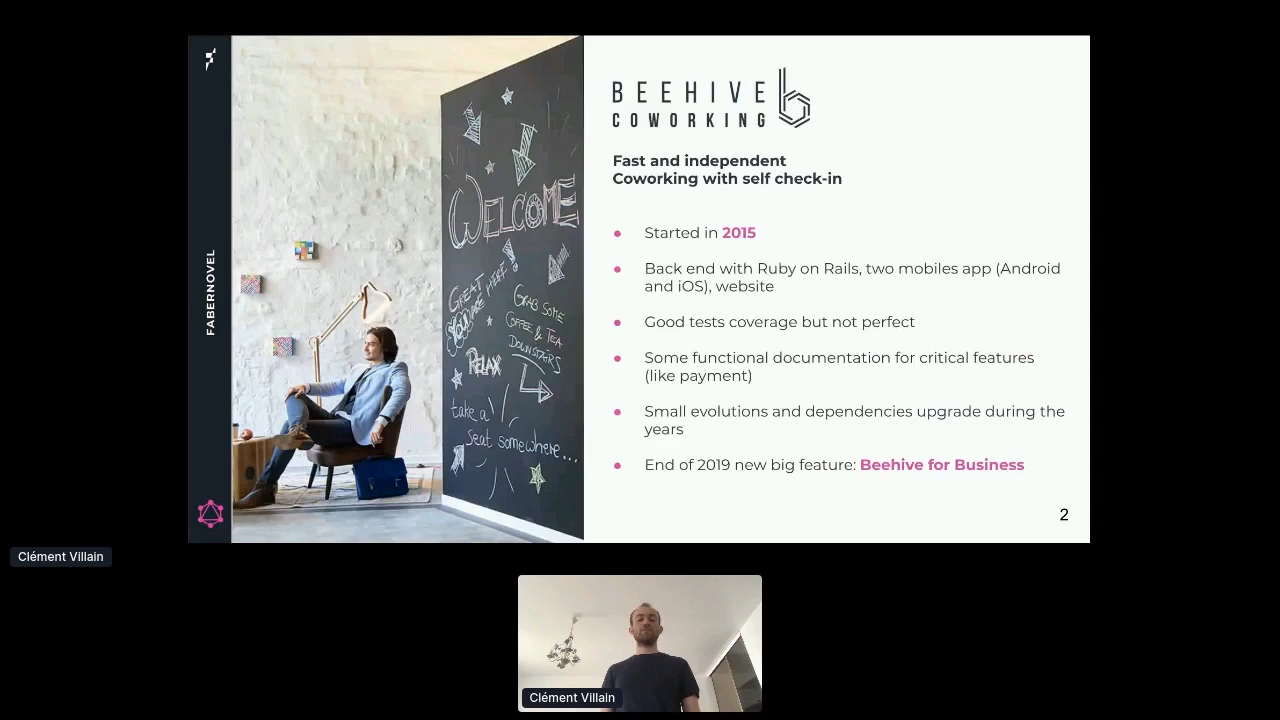 FABERNOVEL
WELCOME
GREAT
YOU ARE HERE!
GRAB SOME
COFFEE & TEA
DOWNSTAIRS
RELAX
take a
seat somewhere...
BEEHIVE
COWORKING
Fast and independent
Coworking with self check-in
● Started in 2015
● Back end with Ruby on Rails, two mobiles app (Android
and iOS), website
● Good tests coverage but not perfect
● Some functional documentation for critical features
(like payment)
● Small evolutions and dependencies upgrade during the
years
● End of 2019 new big feature: Beehive for Business
2
Clément Villain
Clément Villain